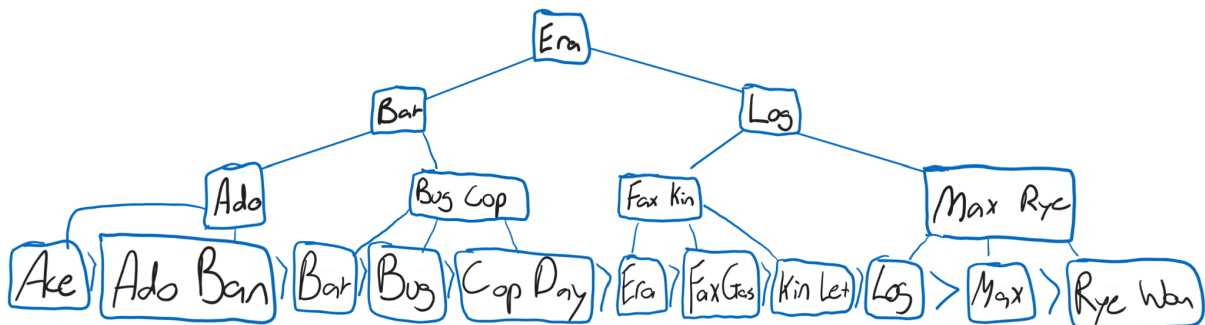 Era
Bar Log
Ado Bug Cop Fax Kin Max Rye
Ace Ado Ban Bar Bug Cop Day Era Fax Gas Kin Let Log Max Rye Won